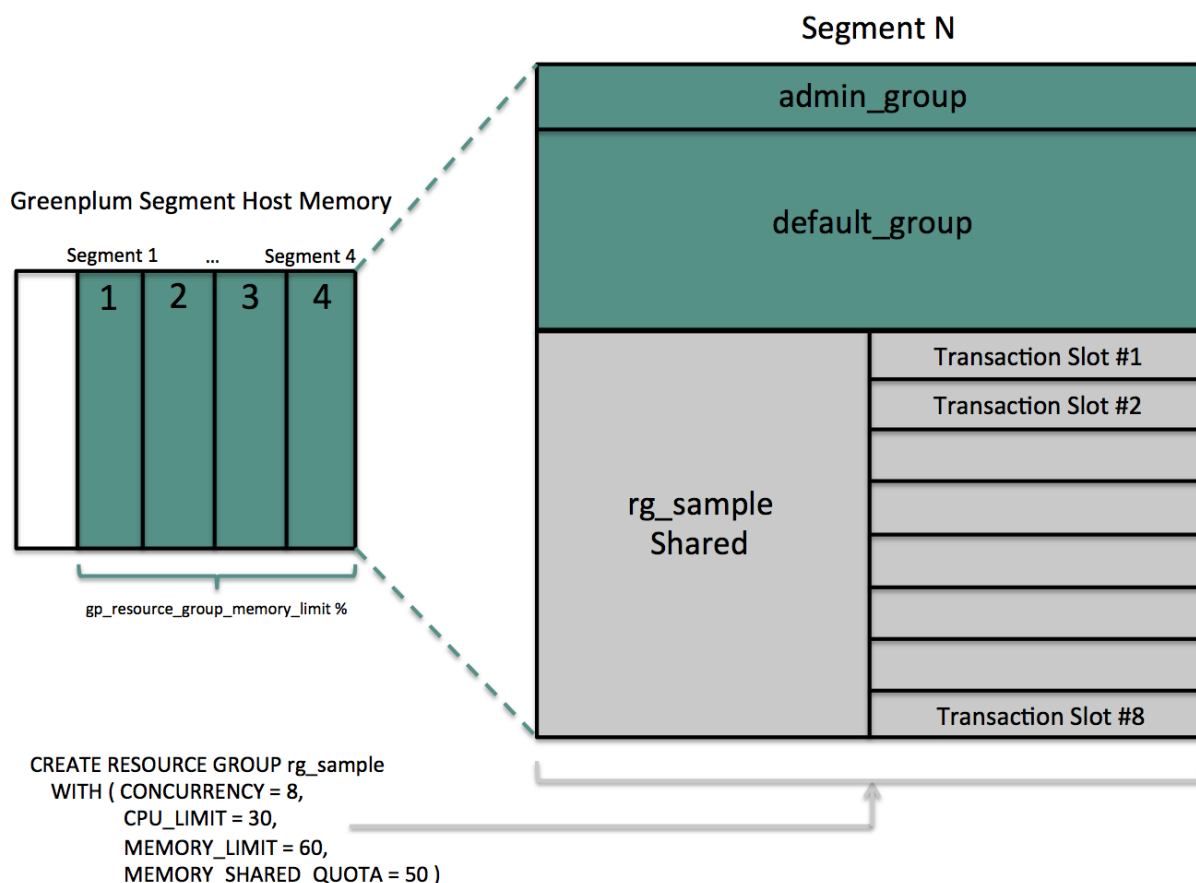 Segment N
admin_group
default_group
Greenplum Segment Host Memory
Segment 1 ... Segment 4
1 2 3 4
gp_resource_group_memory_limit %
rg_sample
Shared
Transaction Slot #1
Transaction Slot #2
Transaction Slot #8
CREATE RESOURCE GROUP rg_sample
WITH ( CONCURRENCY = 8,
CPU_LIMIT = 30,
MEMORY_LIMIT = 60,
MEMORY_SHARED_QUOTA = 50 )